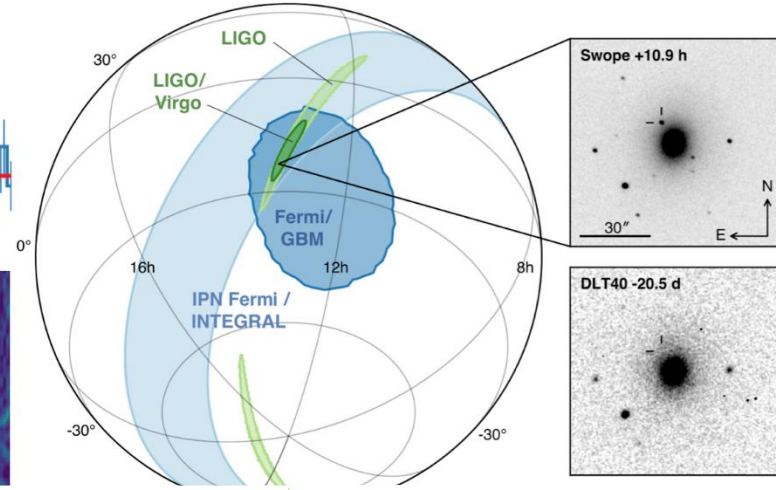 LIGO
LIGO/
Virgo
Fermi/
GBM
IPN Fermi /
INTEGRAL
30°
0°
-30°
-30°
16h
12h
8h
Swope +10.9 h
30″
N
E
DLT40 -20.5 d